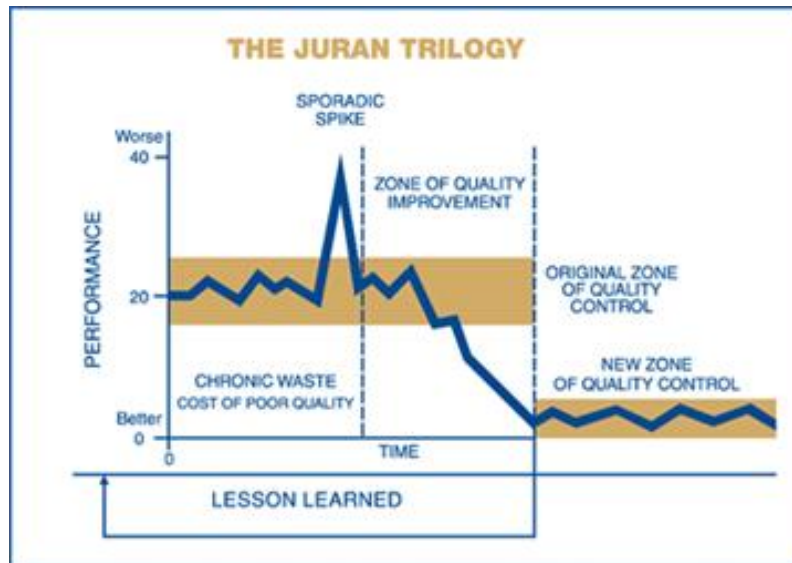 THE JURAN TRILOGY
SPORADIC
SPIKE
Worse
40
ZONE OF QUALITY
IMPROVEMENT
PERFORMANCE
20
ORIGINAL ZONE
OF QUALITY
CONTROL
CHRONIC WASTE
COST OF POOR QUALITY
NEW ZONE
OF QUALITY CONTROL
Better
0
0
TIME
LESSON LEARNED